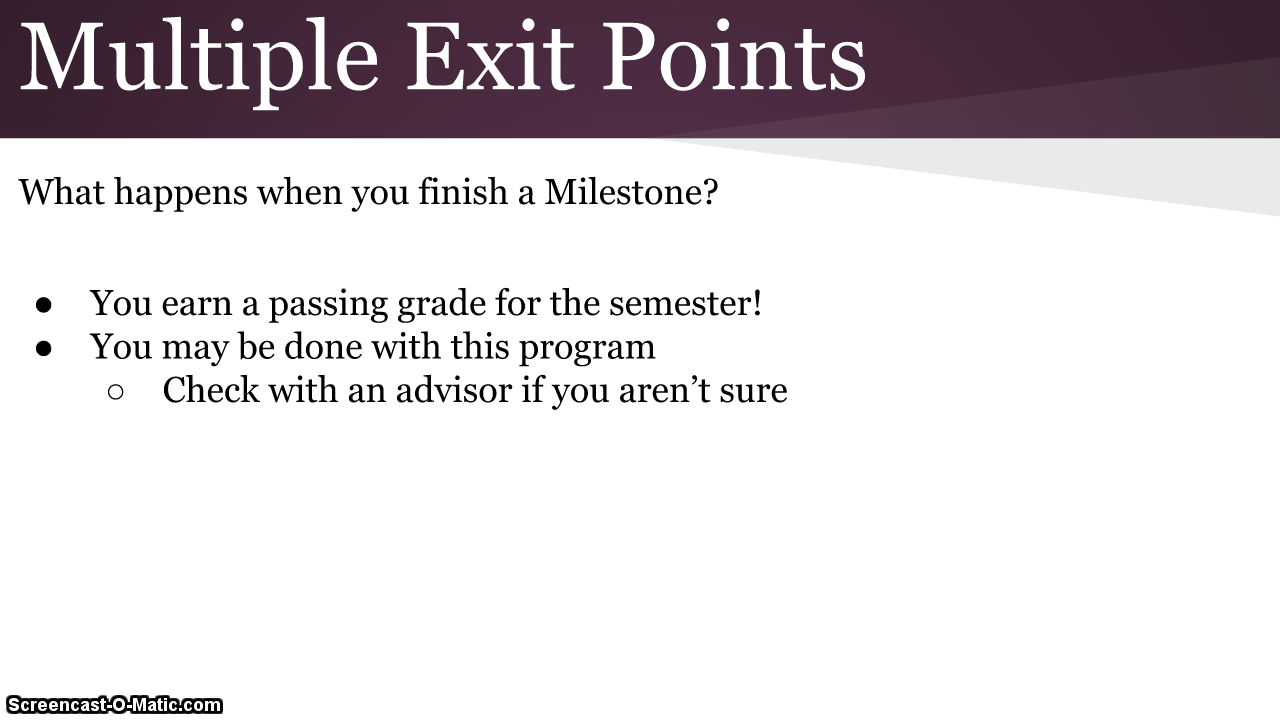 Multiple Exit Points
What happens when you finish a Milestone?
● You earn a passing grade for the semester!
● You may be done with this program
○ Check with an advisor if you aren’t sure
Screencast-O-Matic.com